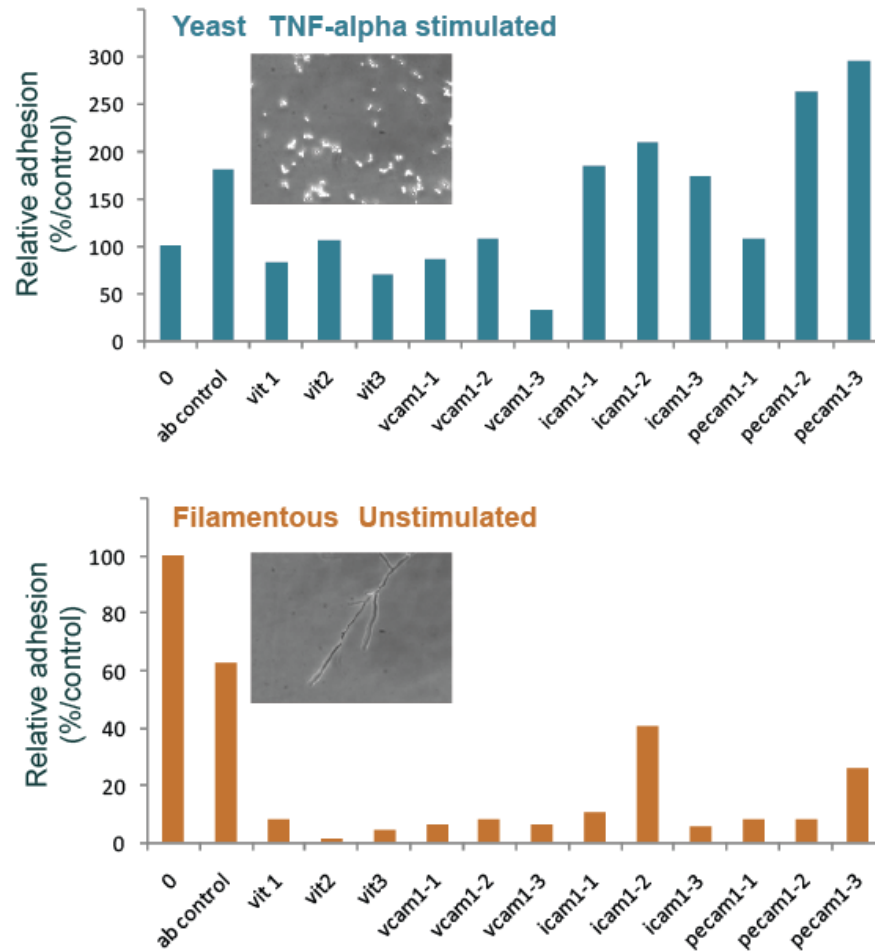 Yeast TNF-alpha stimulated
Relative adhesion
(%/control)
300
250
200
150
100
50
0
0
ab control
vit 1
vit2
vit3
vcam1-1
vcam1-2
vcam1-3
icam1-1
icam1-2
icam1-3
pecam1-1
pecam1-2
pecam1-3
Filamentous Unstimulated
Relative adhesion
(%/control)
100
80
60
40
20
0
0
ab control
vit 1
vit2
vit3
vcam1-1
vcam1-2
vcam1-3
icam1-1
icam1-2
icam1-3
pecam1-1
pecam1-2
pecam1-3